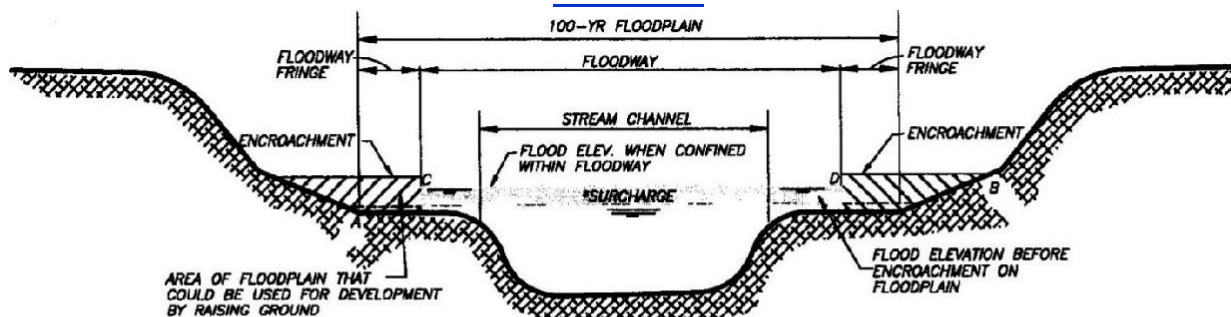 100-YR FLOODPLAIN
FLOODWAY
FRINGE
FLOODWAY
FLOODWAY
FRINGE
STREAM CHANNEL
ENCROACHMENT
ENCROACHMENT
FLOOD ELEV. WHEN CONFINED
WITHIN FLOODWAY
C
D
B
*SURCHARGE
AREA OF FLOODPLAIN THAT
COULD BE USED FOR DEVELOPMENT
BY RAISING GROUND
FLOOD ELEVATION BEFORE
ENCROACHMENT ON
FLOODPLAIN